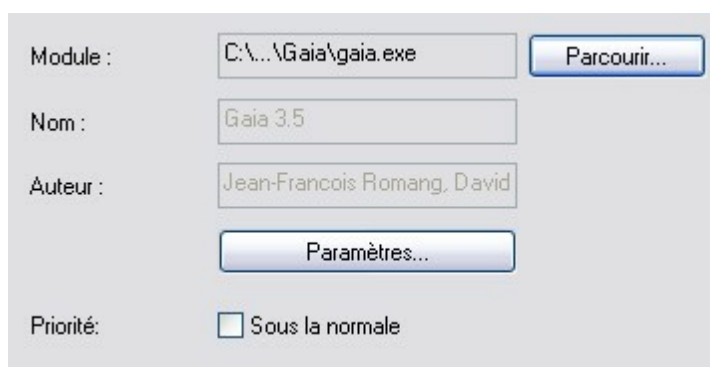 Module : C:\...\Gaia\gaia.exe Parcourir...
Nom : Gaia 3.5
Auteur : Jean-Francois Romang, David
Paramètres...
Priorité: Sous la normale